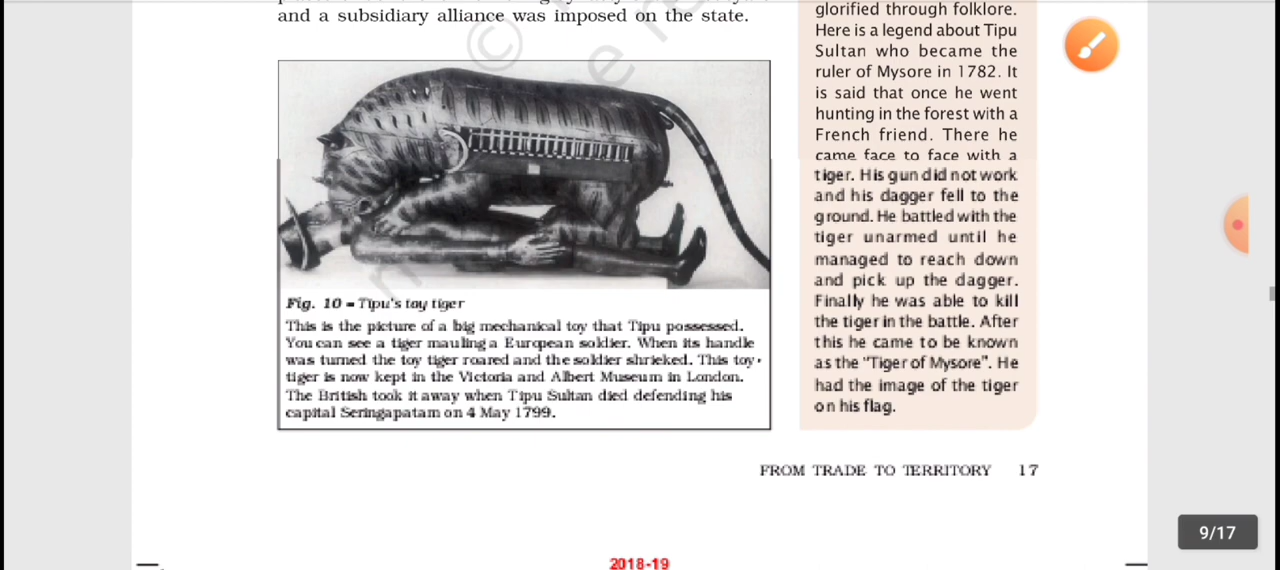 and a subsidiary alliance was imposed on the state.
Fig. 10 – Tipu's toy tiger
This is the picture of a big mechanical toy that Tipu possessed.
You can see a tiger mauling a European soldier. When its handle
was turned the toy tiger roared and the soldier shrieked. This toy-
tiger is now kept in the Victoria and Albert Museum in London.
The British took it away when Tipu Sultan died defending his
capital Seringapatam on 4 May 1799.
glorified through folklore.
Here is a legend about Tipu
Sultan who became the
ruler of Mysore in 1782. It
is said that once he went
hunting in the forest with a
French friend. There he
came face to face with a
tiger. His gun did not work
and his dagger fell to the
ground. He battled with the
tiger unarmed until he
managed to reach down
and pick up the dagger.
Finally he was able to kill
the tiger in the battle. After
this he came to be known
as the "Tiger of Mysore". He
had the image of the tiger
on his flag.
FROM TRADE TO TERRITORY 17
9/17
2018-19